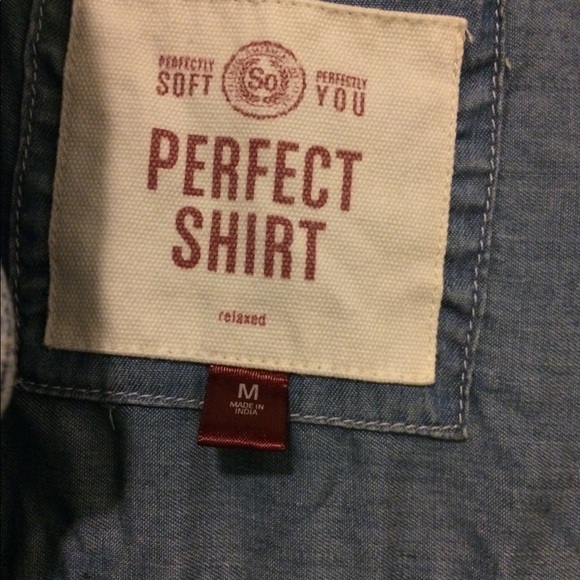 PERFECTLY SOFT
So
PERFECTLY YOU
PERFECT
SHIRT
relaxed
M
MADE IN
INDIA